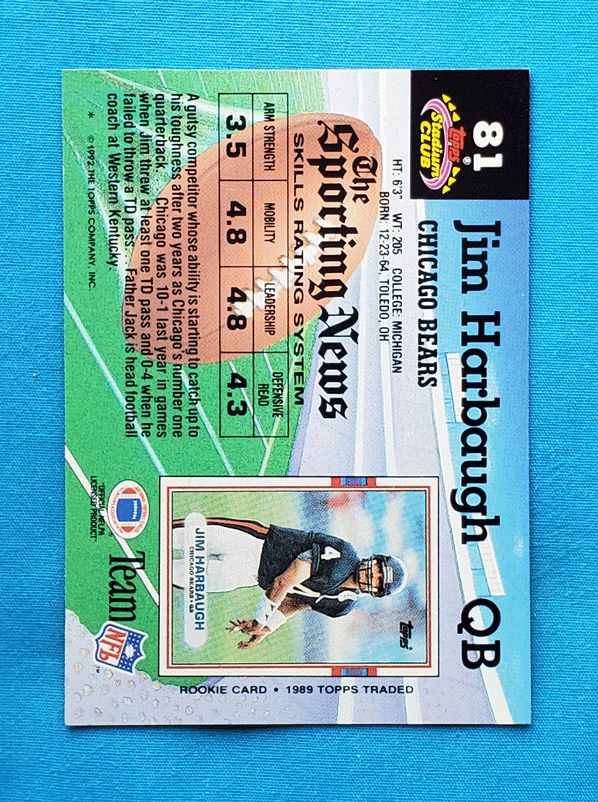 81
Topps®
Stadium
CLUB
Jim Harbaugh QB
CHICAGO BEARS
HT: 6'3" WT: 205 COLLEGE: MICHIGAN
BORN: 12-23-64, TOLEDO, OH
The
Sporting News
SKILLS RATING SYSTEM
ARM STRENGTH MOBILITY LEADERSHIP DEFENSIVE READ
3.5 4.8 4.8 4.3
A gutsy competitor whose ability is starting to catch up to
his toughness after two years as Chicago's number one
quarterback. . . Chicago was 10-1 last year in games
when Jim threw at least one TD pass and 0-4 when he
failed to throw a TD pass. . . Father Jack is head football
coach at Western Kentucky.
* © 1992 THE TOPPS COMPANY, INC.
Topps
4
JIM HARBAUGH
CHICAGO BEARS • QB
ROOKIE CARD • 1989 TOPPS TRADED
®
"OFFICIAL NFLPA
LICENSED PRODUCT"
Team
NFL
™